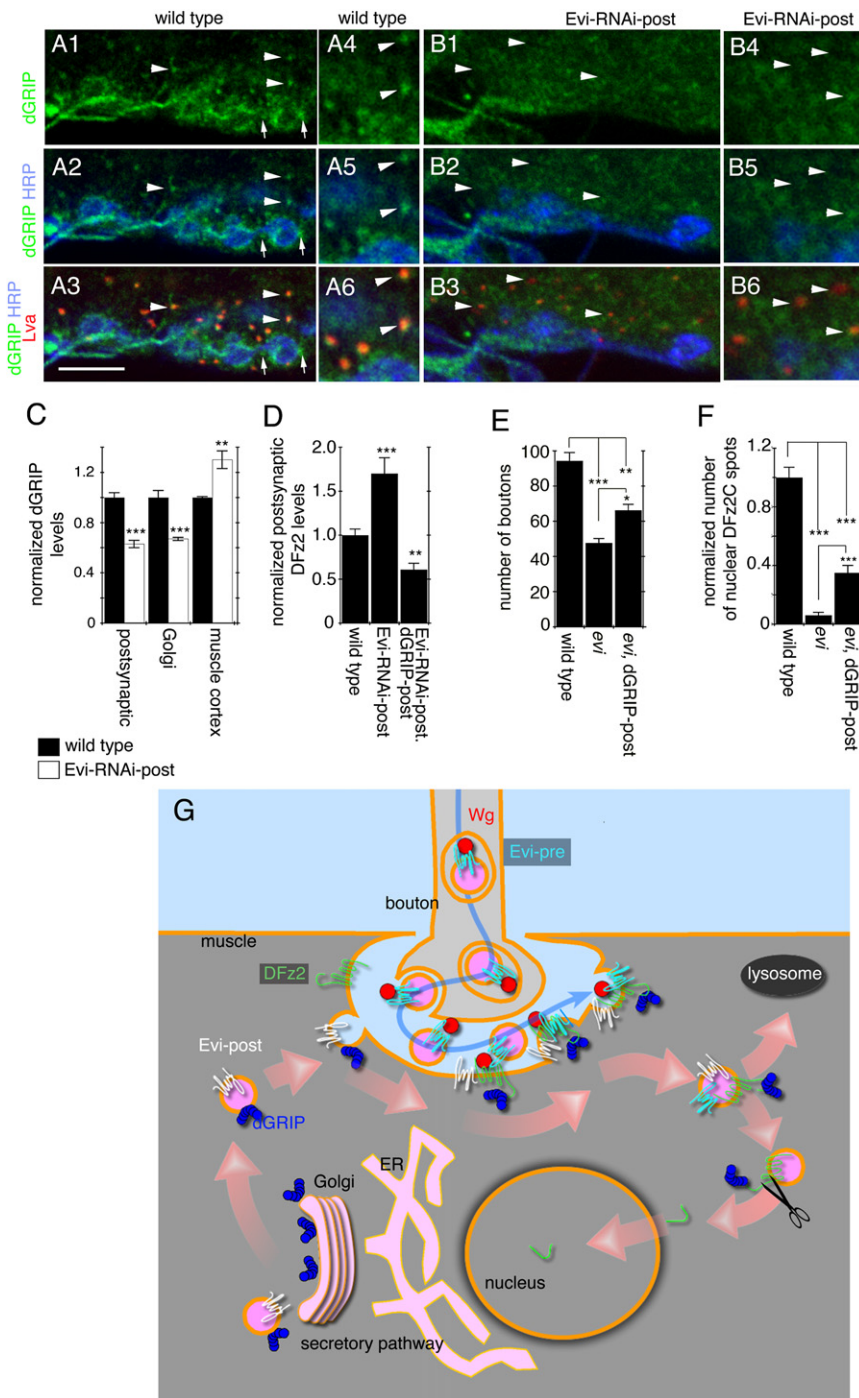 wild type
wild type
Evi-RNAi-post
Evi-RNAi-post
A1
A4
B1
B4
dGRIP
A2
A5
B2
B5
dGRIP HRP
A3
A6
B3
B6
dGRIP HRP
Lva
C
normalized dGRIP
levels
1.2
0.8
0.4
0
***
***
**
postsynaptic
Golgi
muscle cortex
wild type
Evi-RNAi-post
D
normalized postsynaptic
DFz2 levels
2.0
1.5
1.0
0.5
0.0
***
**
wild type
Evi-RNAi-post
Evi-RNAi-post.
dGRIP-post
E
number of boutons
100
80
60
40
20
0
***
**
*
wild type
evi
evi, dGRIP-post
F
normalized number
of nuclear DFz2C spots
1.2
0.8
0.4
0
***
***
***
wild type
evi
evi, dGRIP-post
G
Wg
Evi-pre
bouton
muscle
DFz2
lysosome
Evi-post
dGRIP
ER
Golgi
nucleus
secretory pathway